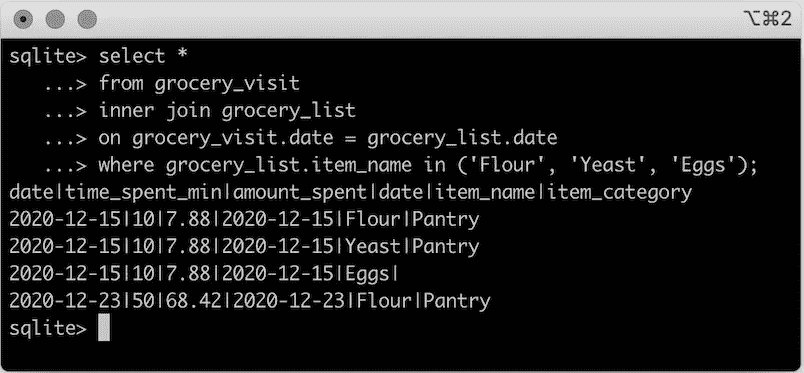 ⌥⌘2
sqlite> select *
...> from grocery_visit
...> inner join grocery_list
...> on grocery_visit.date = grocery_list.date
...> where grocery_list.item_name in ('Flour', 'Yeast', 'Eggs');
date|time_spent_min|amount_spent|date|item_name|item_category
2020-12-15|10|7.88|2020-12-15|Flour|Pantry
2020-12-15|10|7.88|2020-12-15|Yeast|Pantry
2020-12-15|10|7.88|2020-12-15|Eggs|
2020-12-23|50|68.42|2020-12-23|Flour|Pantry
sqlite>